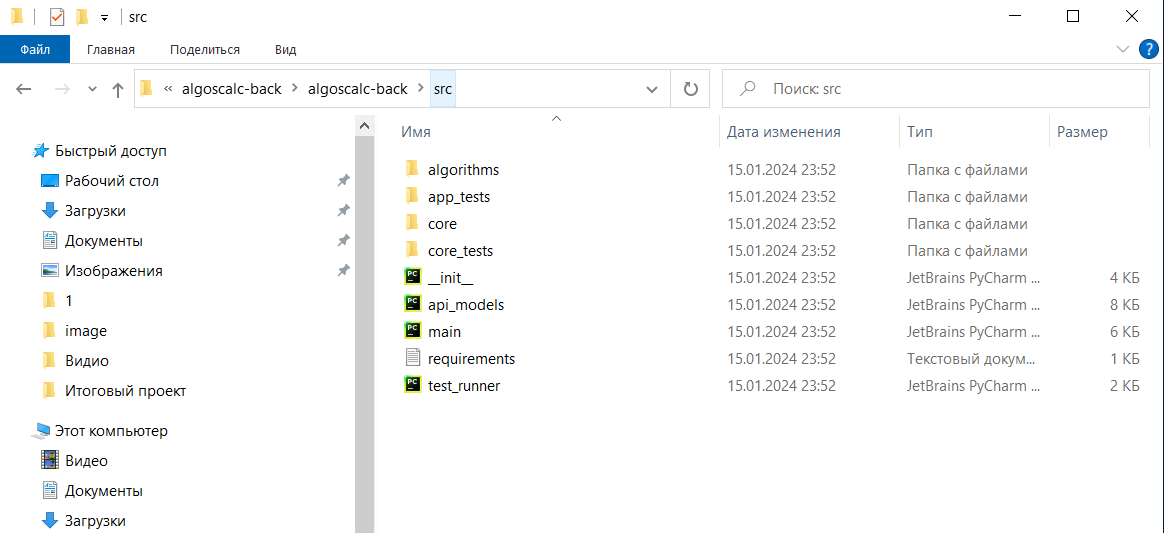 src
Файл Главная Поделиться Вид ?
« algoscalc-back > algoscalc-back > src Поиск: src
Имя Дата изменения Тип Размер
Быстрый доступ
Рабочий стол
Загрузки
Документы
Изображения
1
image
Видио
Итоговый проект
Этот компьютер
Видео
Документы
Загрузки
algorithms 15.01.2024 23:52 Папка с файлами
app_tests 15.01.2024 23:52 Папка с файлами
core 15.01.2024 23:52 Папка с файлами
core_tests 15.01.2024 23:52 Папка с файлами
PC __init__ 15.01.2024 23:52 JetBrains PyCharm ... 4 КБ
PC api_models 15.01.2024 23:52 JetBrains PyCharm ... 8 КБ
PC main 15.01.2024 23:52 JetBrains PyCharm ... 6 КБ
requirements 15.01.2024 23:52 Текстовый докум... 1 КБ
PC test_runner 15.01.2024 23:52 JetBrains PyCharm ... 2 КБ